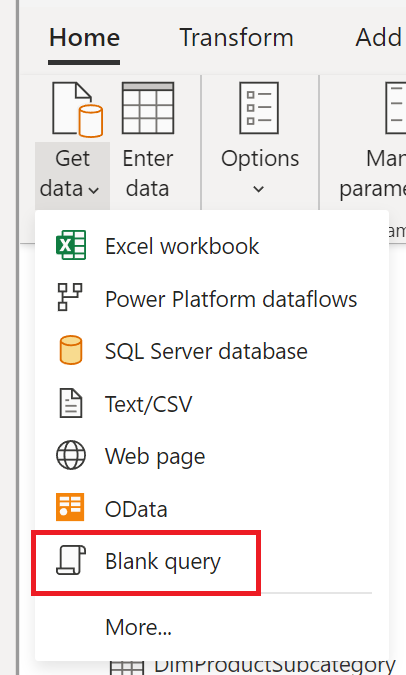 Home Transform Add
Get data
Enter data
Options
Man
parame
am
Excel workbook
Power Platform dataflows
SQL Server database
Text/CSV
Web page
OData
Blank query
More...
DimProductSubcategory